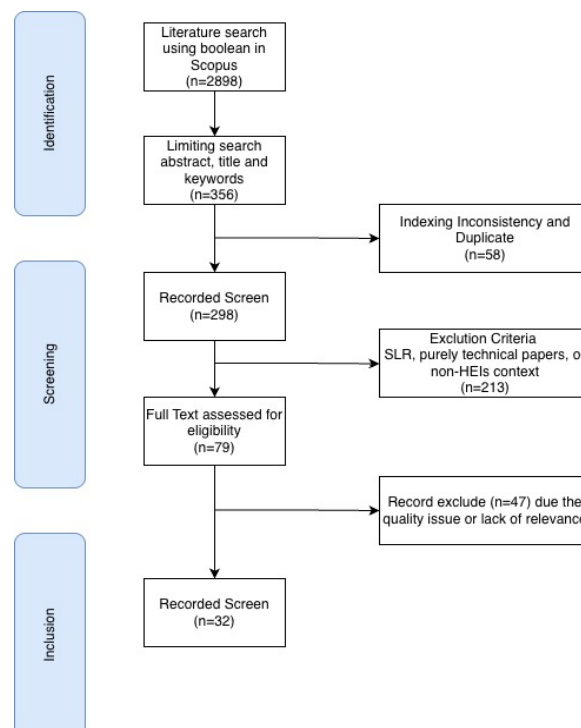 Identification
Literature search
using boolean in
Scopus
(n=2898)
Limiting search
abstract, title and
keywords
(n=356)
Indexing Inconsistency and
Duplicate
(n=58)
Screening
Recorded Screen
(n=298)
Exclution Criteria
SLR, purely technical papers, o
non-HEIs context
(n=213)
Full Text assessed for
eligibility
(n=79)
Record exclude (n=47) due the
quality issue or lack of relevance
Inclusion
Recorded Screen
(n=32)